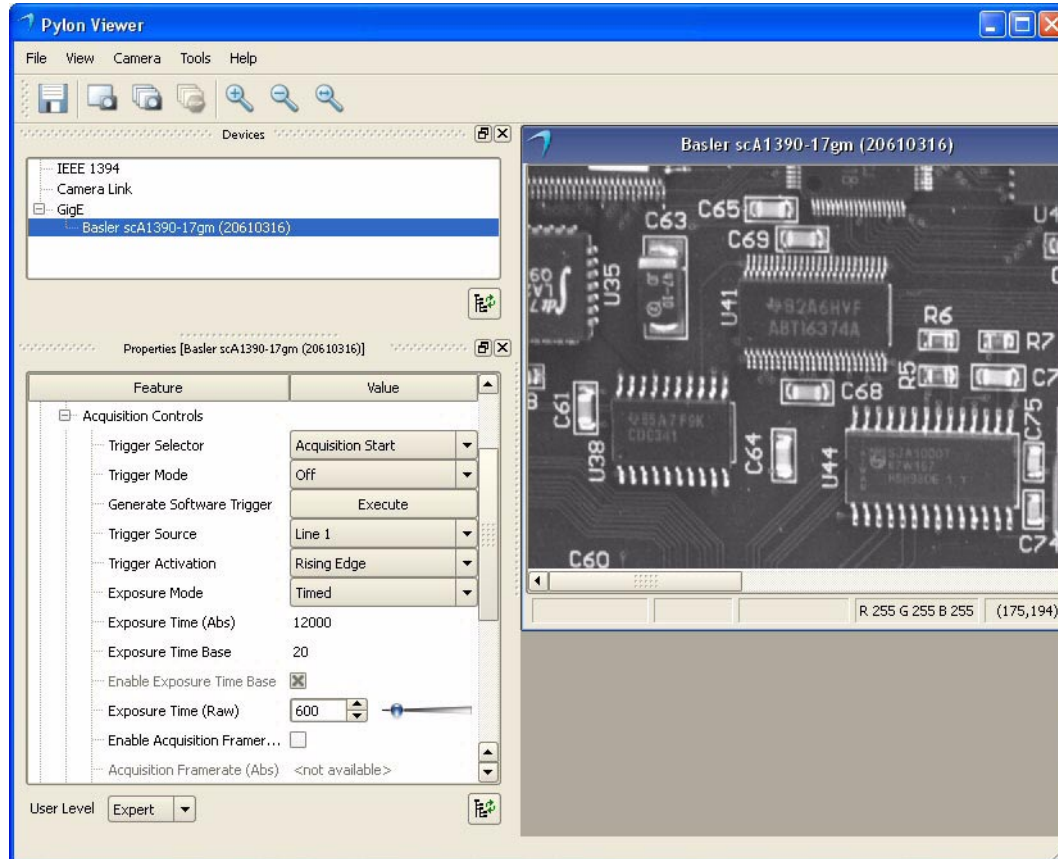 Pylon Viewer
File View Camera Tools Help
Devices
IEEE 1394
Camera Link
GigE
Basler scA1390-17gm (20610316)
Properties [Basler scA1390-17gm (20610316)]
Feature Value
Acquisition Controls
Trigger Selector Acquisition Start
Trigger Mode Off
Generate Software Trigger Execute
Trigger Source Line 1
Trigger Activation Rising Edge
Exposure Mode Timed
Exposure Time (Abs) 12000
Exposure Time Base 20
Enable Exposure Time Base
Exposure Time (Raw) 600
Enable Acquisition Framer...
Acquisition Framerate (Abs) <not available>
User Level Expert
Basler scA1390-17gm (20610316)
C65
C63
C69
U35
U41
82A6HVF
ABT16374A
R6
R7
R5
C68
C61
U38
C64
U44
C75
C74
C60
R 255 G 255 B 255 (175,194)